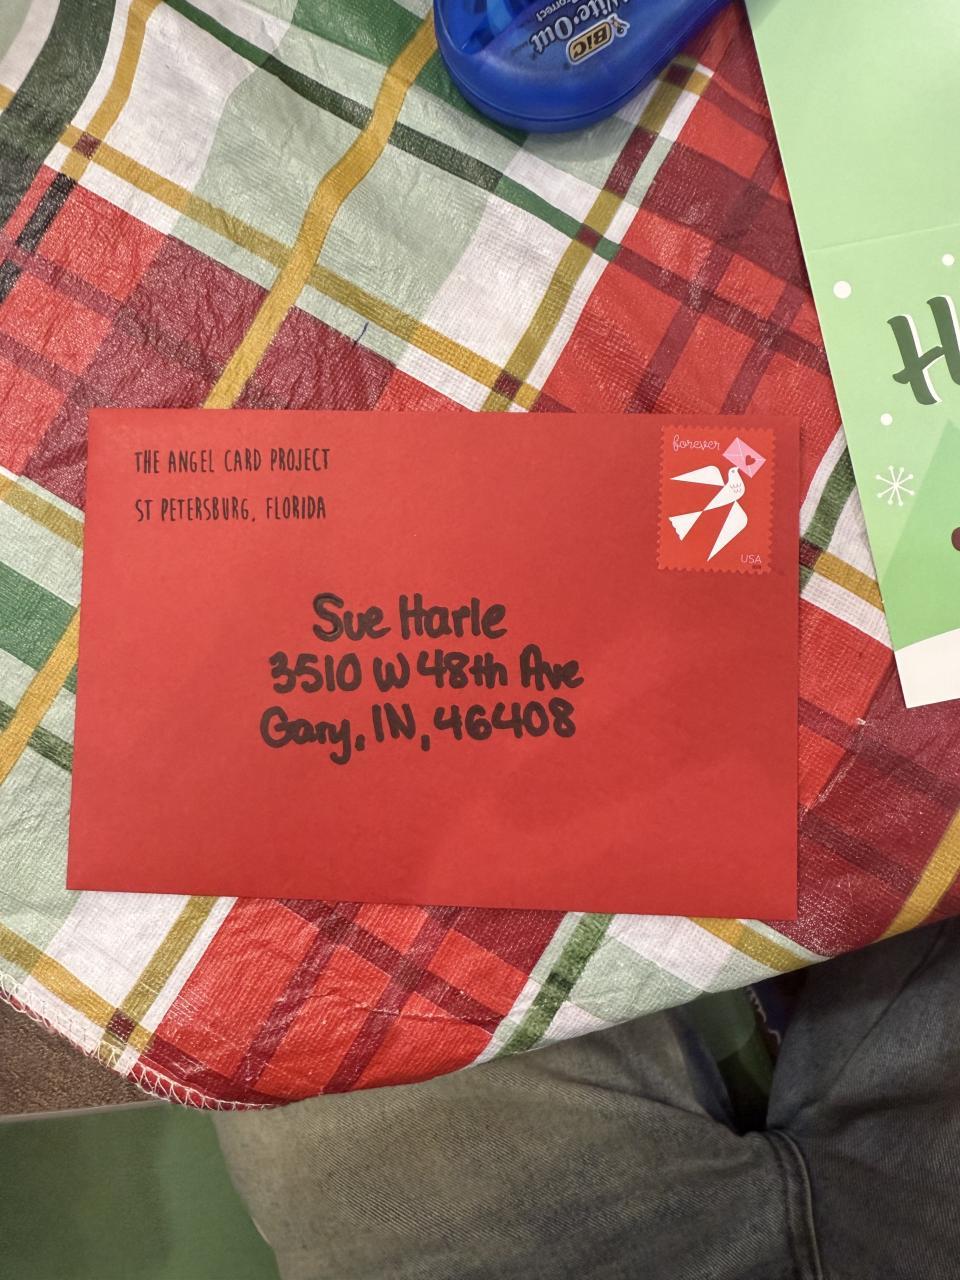 Wite·Out
BIC
THE ANGEL CARD PROJECT
ST PETERSBURG, FLORIDA
forever
USA
Sue Harle
3510 W 48th Ave
Gary, IN, 46408
H